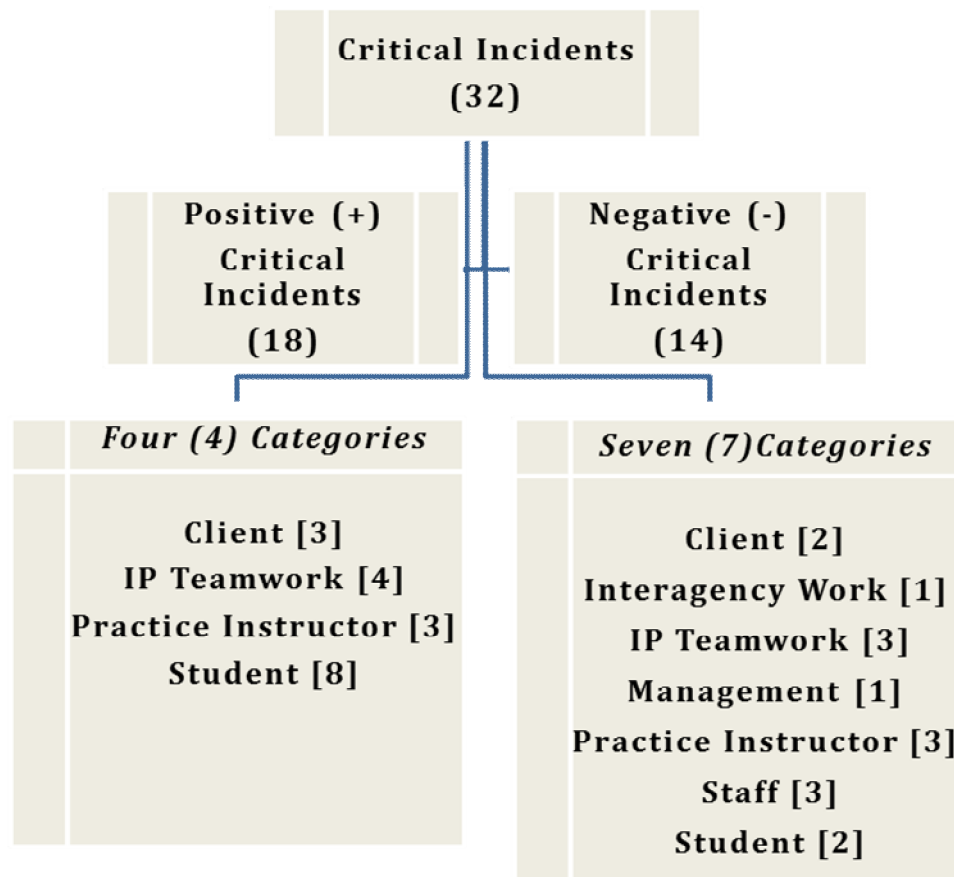 Critical Incidents
(32)
Positive (+)
Critical
Incidents
(18)
Negative (-)
Critical
Incidents
(14)
Four (4) Categories
Client [3]
IP Teamwork [4]
Practice Instructor [3]
Student [8]
Seven (7)Categories
Client [2]
Interagency Work [1]
IP Teamwork [3]
Management [1]
Practice Instructor [3]
Staff [3]
Student [2]